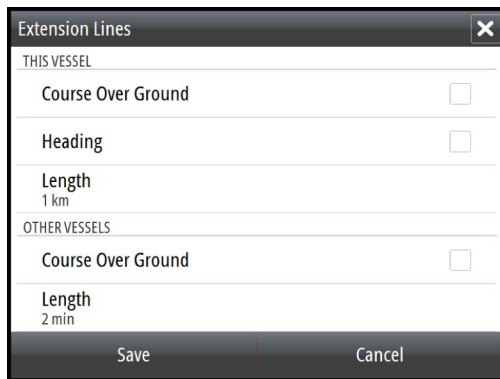 Extension Lines
THIS VESSEL
Course Over Ground
Heading
Length
1 km
OTHER VESSELS
Course Over Ground
Length
2 min
Save Cancel